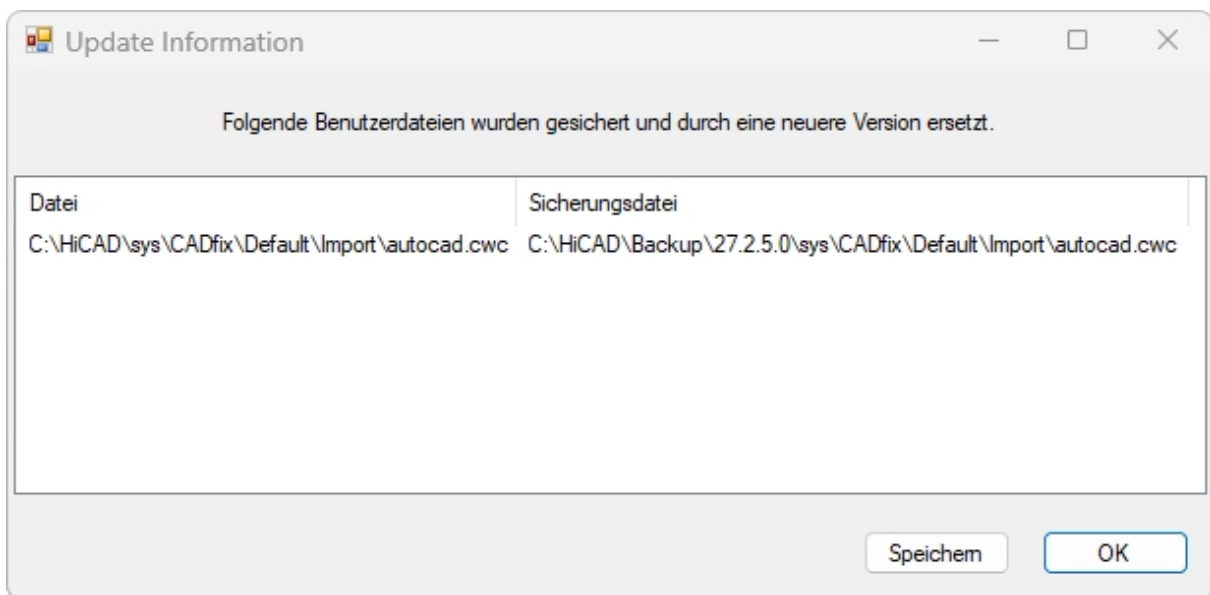 Update Information
Folgende Benutzerdateien wurden gesichert und durch eine neuere Version ersetzt.
Datei Sicherungsdatei
C:\HiCAD\sys\CADfix\Default\Import\autocad.cwc C:\HiCAD\Backup\27.2.5.0\sys\CADfix\Default\Import\autocad.cwc
Speichern OK